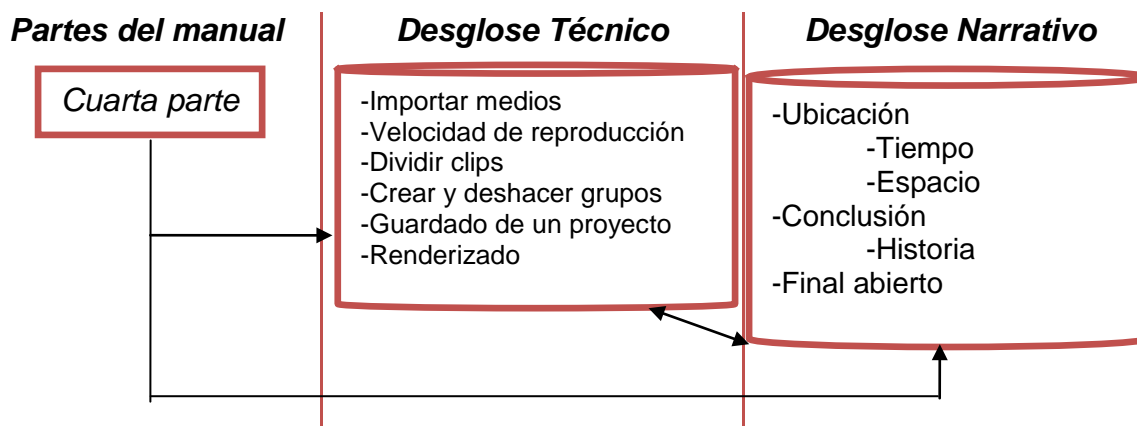 Partes del manual
Desglose Técnico
Desglose Narrativo
Cuarta parte
-Importar medios
-Velocidad de reproducción
-Dividir clips
-Crear y deshacer grupos
-Guardado de un proyecto
-Renderizado
-Ubicación
-Tiempo
-Espacio
-Conclusión
-Historia
-Final abierto